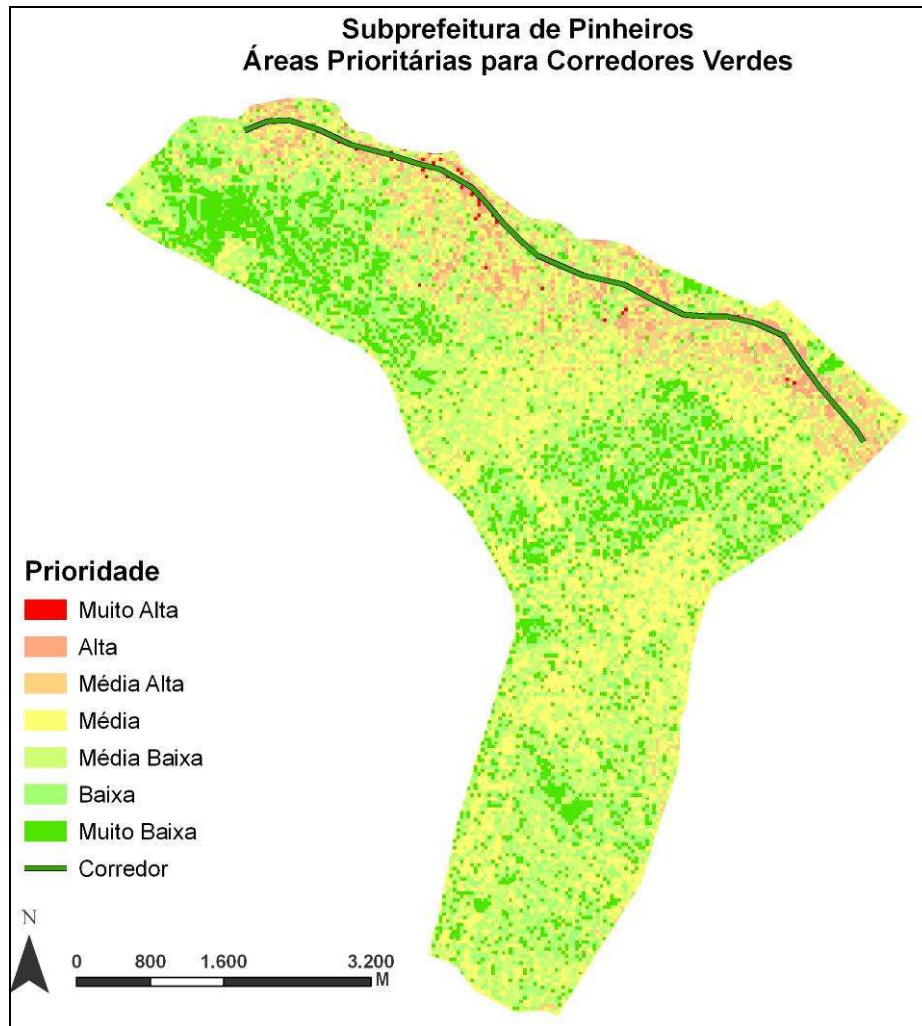 Subprefeitura de Pinheiros
Áreas Prioritárias para Corredores Verdes
Prioridade
Muito Alta
Alta
Média Alta
Média
Média Baixa
Baixa
Muito Baixa
Corredor
N
0 800 1.600 3.200
M